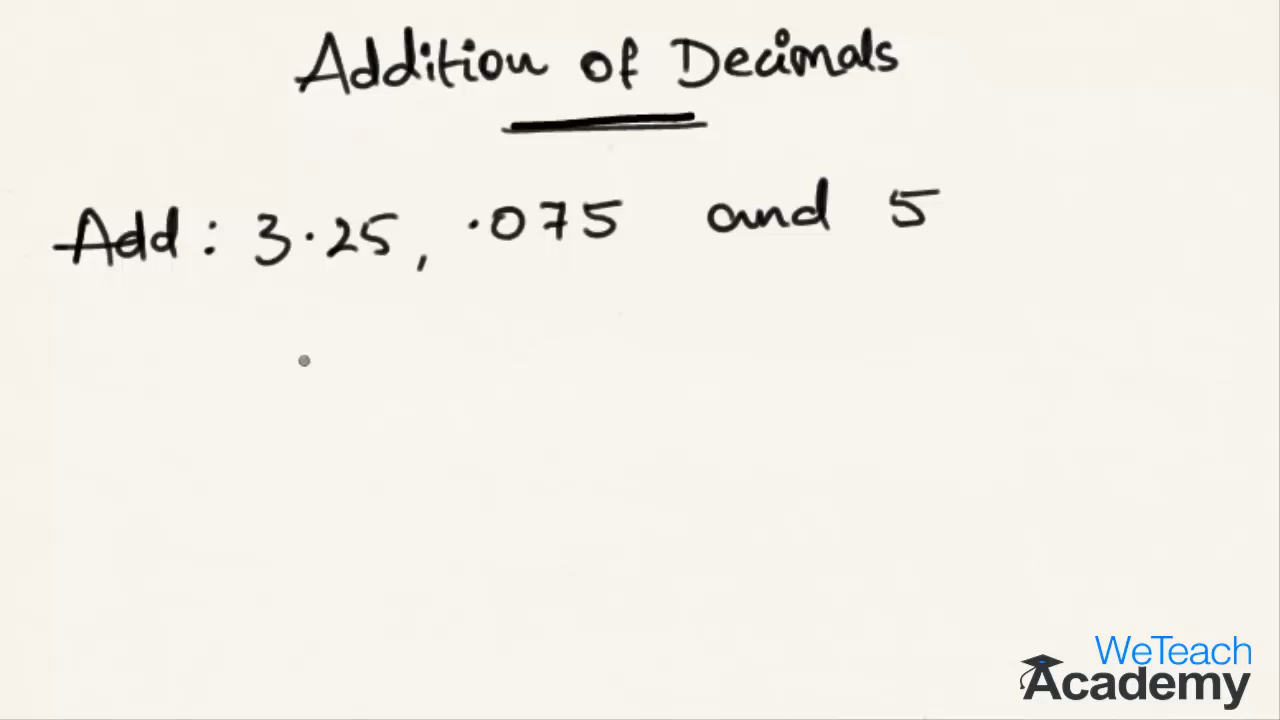 Addition of Decimals
Add: 3.25, .075 and 5
WeTeach
Academy